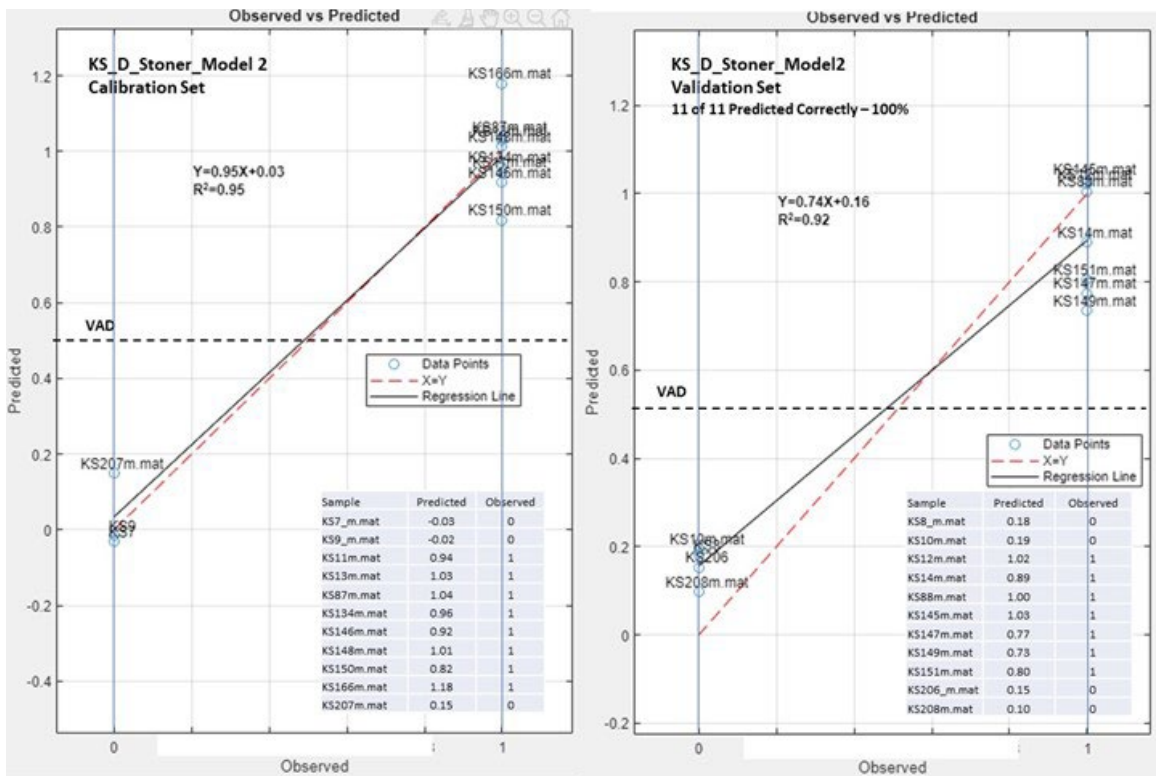 Observed vs Predicted
KS_D_Stoner_Model 2
Calibration Set
Y=0.95X+0.03
R²=0.95
KS166m.mat
KS87m.mat
KS148m.mat
KS134m.mat
KS146m.mat
KS150m.mat
VAD
KS207m.mat
KS9
KS7
Data Points
X=Y
Regression Line
Sample Predicted Observed
KS7_m.mat -0.03 0
KS9_m.mat -0.02 0
KS11m.mat 0.94 1
KS13m.mat 1.03 1
KS87m.mat 1.04 1
KS134m.mat 0.96 1
KS146m.mat 0.92 1
KS148m.mat 1.01 1
KS150m.mat 0.82 1
KS166m.mat 1.18 1
KS207m.mat 0.15 0
1.2
1
0.8
0.6
0.4
0.2
0
-0.2
-0.4
Predicted
0 1
Observed
Observed vs Predicted
KS_D_Stoner_Model2
Validation Set
11 of 11 Predicted Correctly – 100%
Y=0.74X+0.16
R²=0.92
KS145m.mat
KS88m.mat
KS14m.mat
KS151m.mat
KS147m.mat
KS149m.mat
VAD
KS10m.mat
KS8
KS206
KS208m.mat
Data Points
X=Y
Regression Line
Sample Predicted Observed
KS8_m.mat 0.18 0
KS10m.mat 0.19 0
KS12m.mat 1.02 1
KS14m.mat 0.89 1
KS88m.mat 1.00 1
KS145m.mat 1.03 1
KS147m.mat 0.77 1
KS149m.mat 0.73 1
KS151m.mat 0.80 1
KS206_m.mat 0.15 0
KS208m.mat 0.10 0
1.2
1
0.8
0.6
0.4
0.2
0
-0.2
Predicted
0 1
Observed